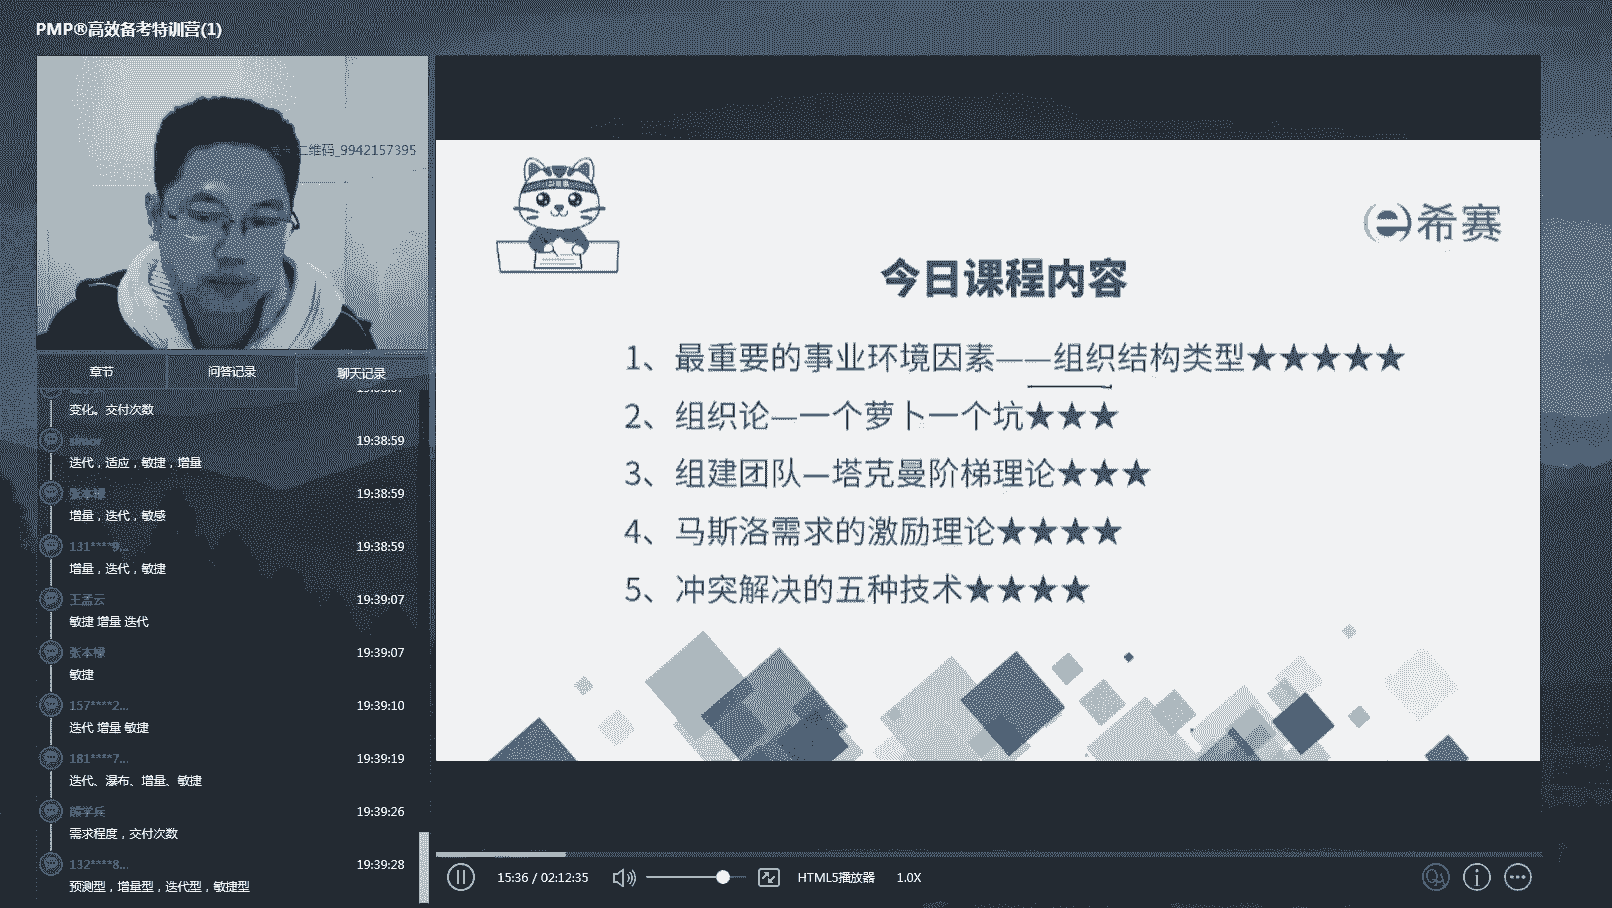 PMP®高效备考特训营(1)
二维码_9942157395
章节
问答记录
聊天记录
变化。交付次数
19:38:59
迭代，适应，敏捷，增量
张本檬
19:38:59
增量，迭代，敏感
131****9...
19:38:59
增量，迭代，敏捷
王孟云
19:39:07
敏捷 增量 迭代
张本檬
19:39:07
敏捷
157****2...
19:39:10
迭代 增量 敏捷
181****7...
19:39:19
迭代、瀑布、增量、敏捷
19:39:26
需求程度，交付次数
132****8...
19:39:28
预测型，增量型，迭代型，敏捷型
希赛
今日课程内容
1、最重要的事业环境因素——组织结构类型★★★★★
2、组织论—一个萝卜一个坑★★★
3、组建团队—塔克曼阶梯理论★★★
4、马斯洛需求的激励理论★★★★
5、冲突解决的五种技术★★★★
15:36 / 02:12:35
HTML5播放器
1.0X